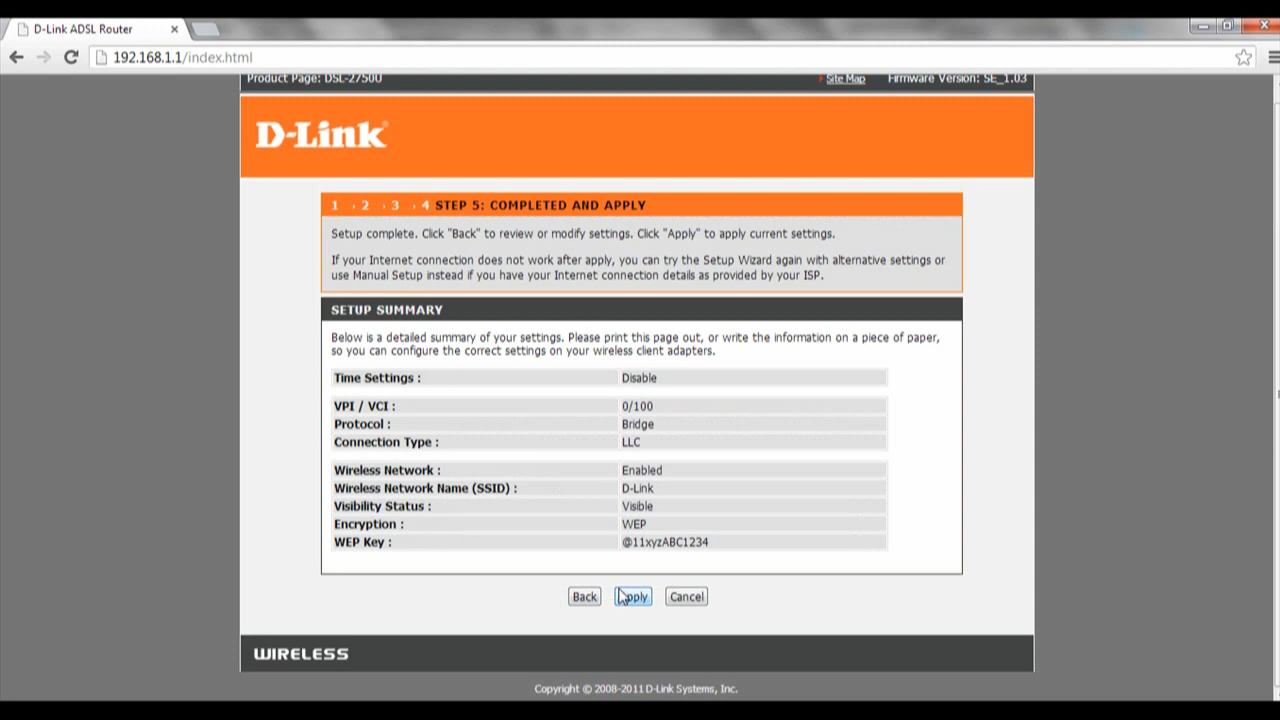 D-Link ADSL Router
192.168.1.1/index.html
Product Page: DSL-2750U Site Map Firmware Version: SE_1.03
D-Link
1 2 3 4 STEP 5: COMPLETED AND APPLY
Setup complete. Click "Back" to review or modify settings. Click "Apply" to apply current settings.
If your Internet connection does not work after apply, you can try the Setup Wizard again with alternative settings or
use Manual Setup instead if you have your Internet connection details as provided by your ISP.
SETUP SUMMARY
Below is a detailed summary of your settings. Please print this page out, or write the information on a piece of paper,
so you can configure the correct settings on your wireless client adapters.
Time Settings : Disable
VPI / VCI : 0/100
Protocol : Bridge
Connection Type : LLC
Wireless Network : Enabled
Wireless Network Name (SSID) : D-Link
Visibility Status : Visible
Encryption : WEP
WEP Key : @11xyzABC1234
Back Apply Cancel
WIRELESS
Copyright © 2008-2011 D-Link Systems, Inc.